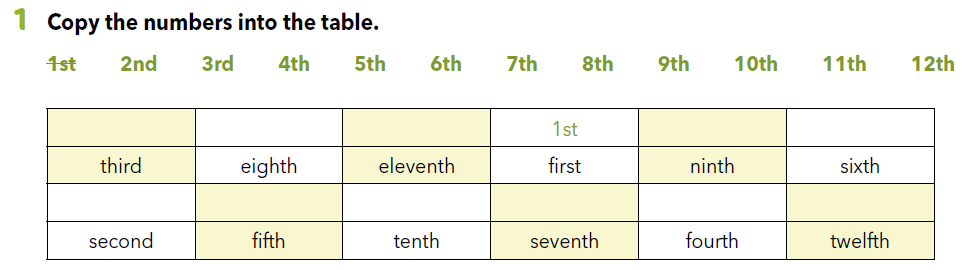 1 Copy the numbers into the table.
1st 2nd 3rd 4th 5th 6th 7th 8th 9th 10th 11th 12th
1st
third eighth eleventh first ninth sixth
second fifth tenth seventh fourth twelfth